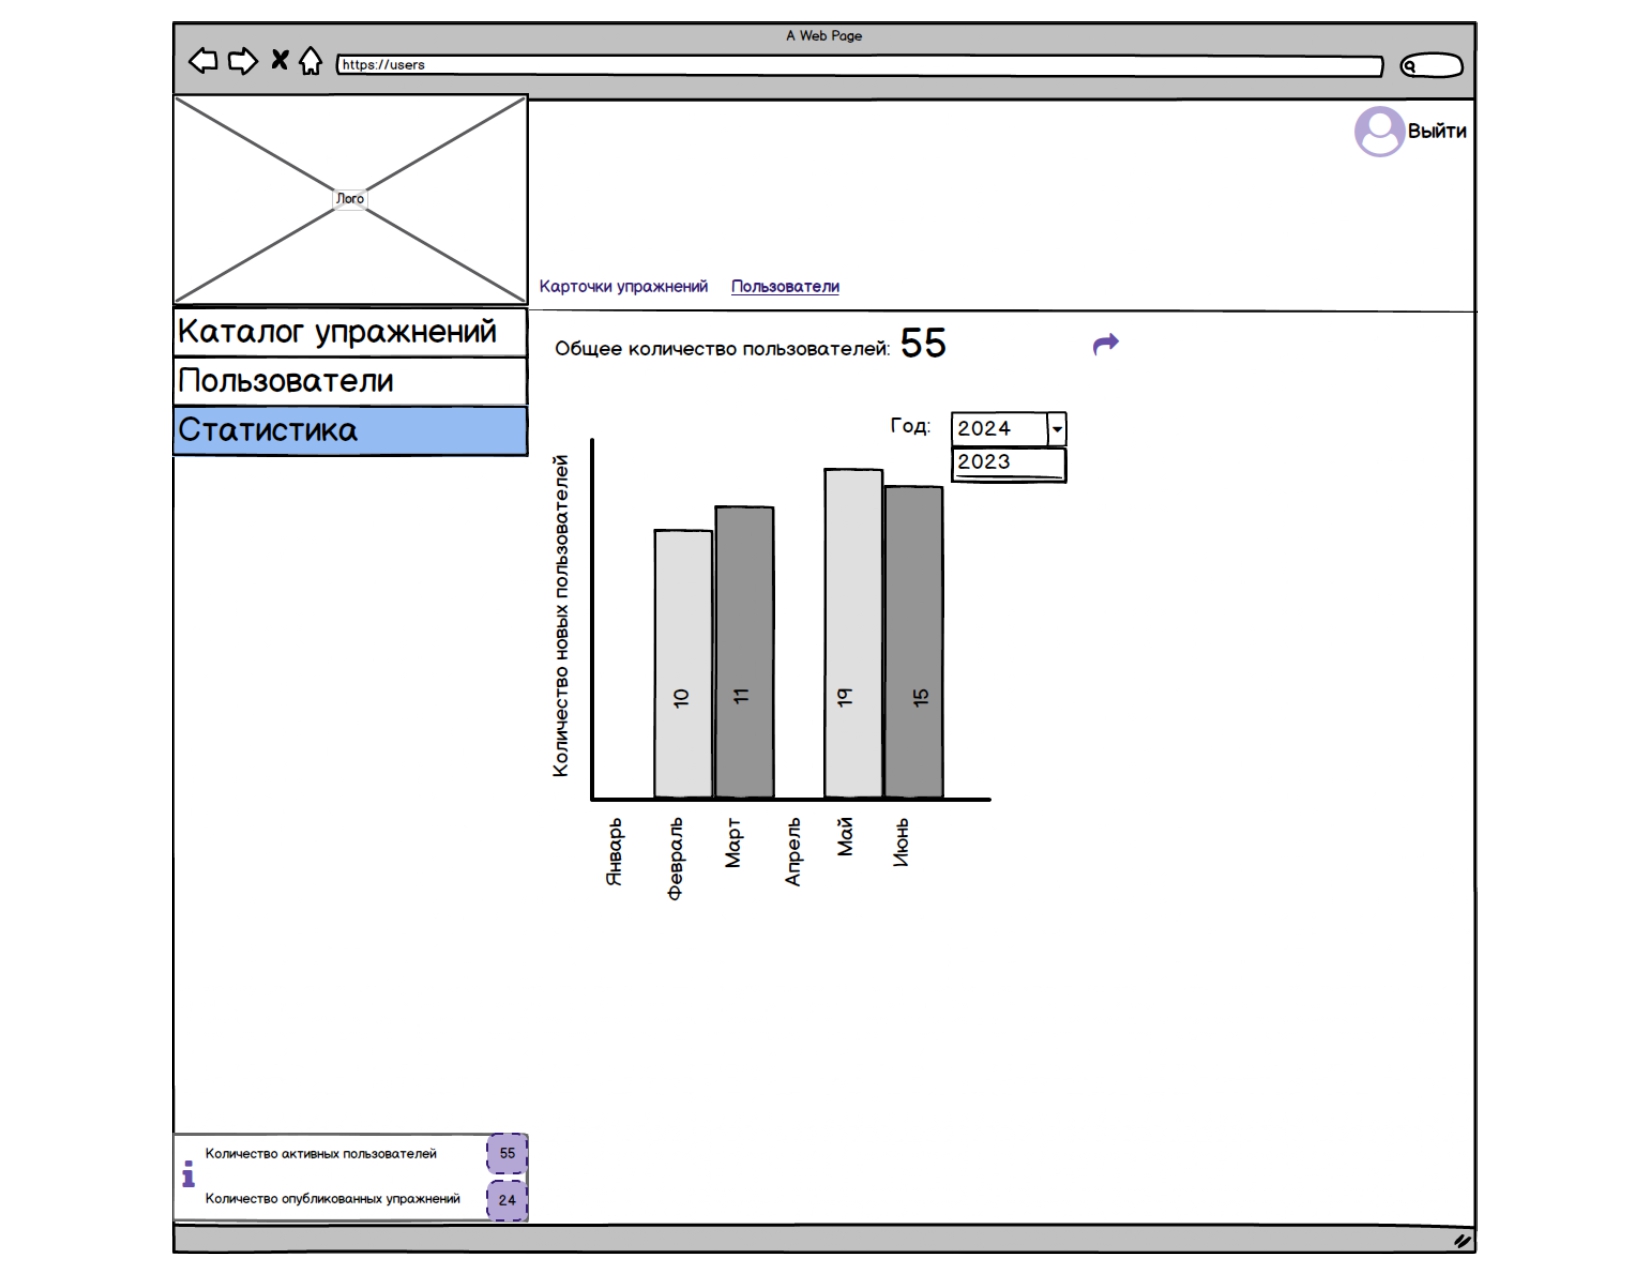 A Web Page
https://users
Выйти
Лого
Карточки упражнений Пользователи
Каталог упражнений
Пользователи
Статистика
Общее количество пользователей: 55
Год: 2024
2023
Количество новых пользователей
10
11
19
15
Январь
Февраль
Март
Апрель
Май
Июнь
Количество активных пользователей 55
Количество опубликованных упражнений 24